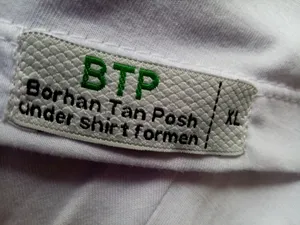 BTP
Borhan Tan Posh
under shirt formen
XL